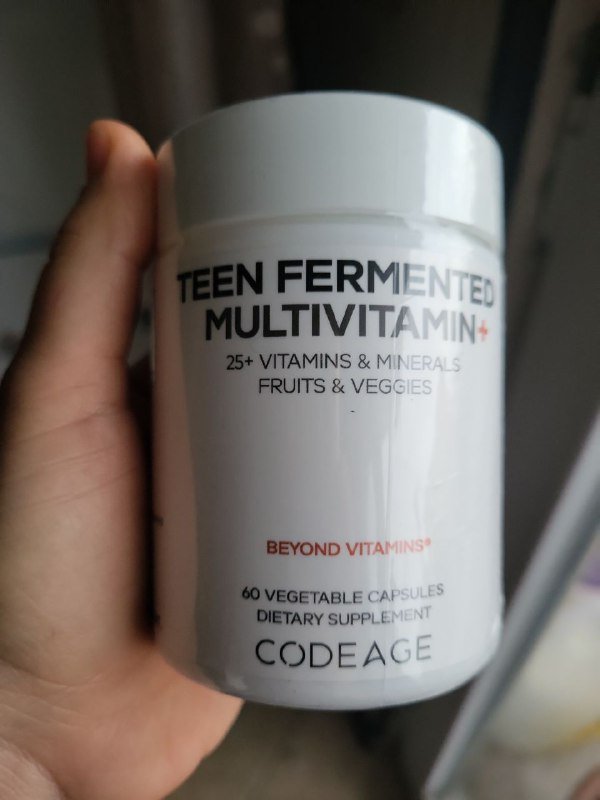 TEEN FERMENTED
MULTIVITAMIN+
25+ VITAMINS & MINERALS
FRUITS & VEGGIES
BEYOND VITAMINS®
60 VEGETABLE CAPSULES
DIETARY SUPPLEMENT
CODEAGE